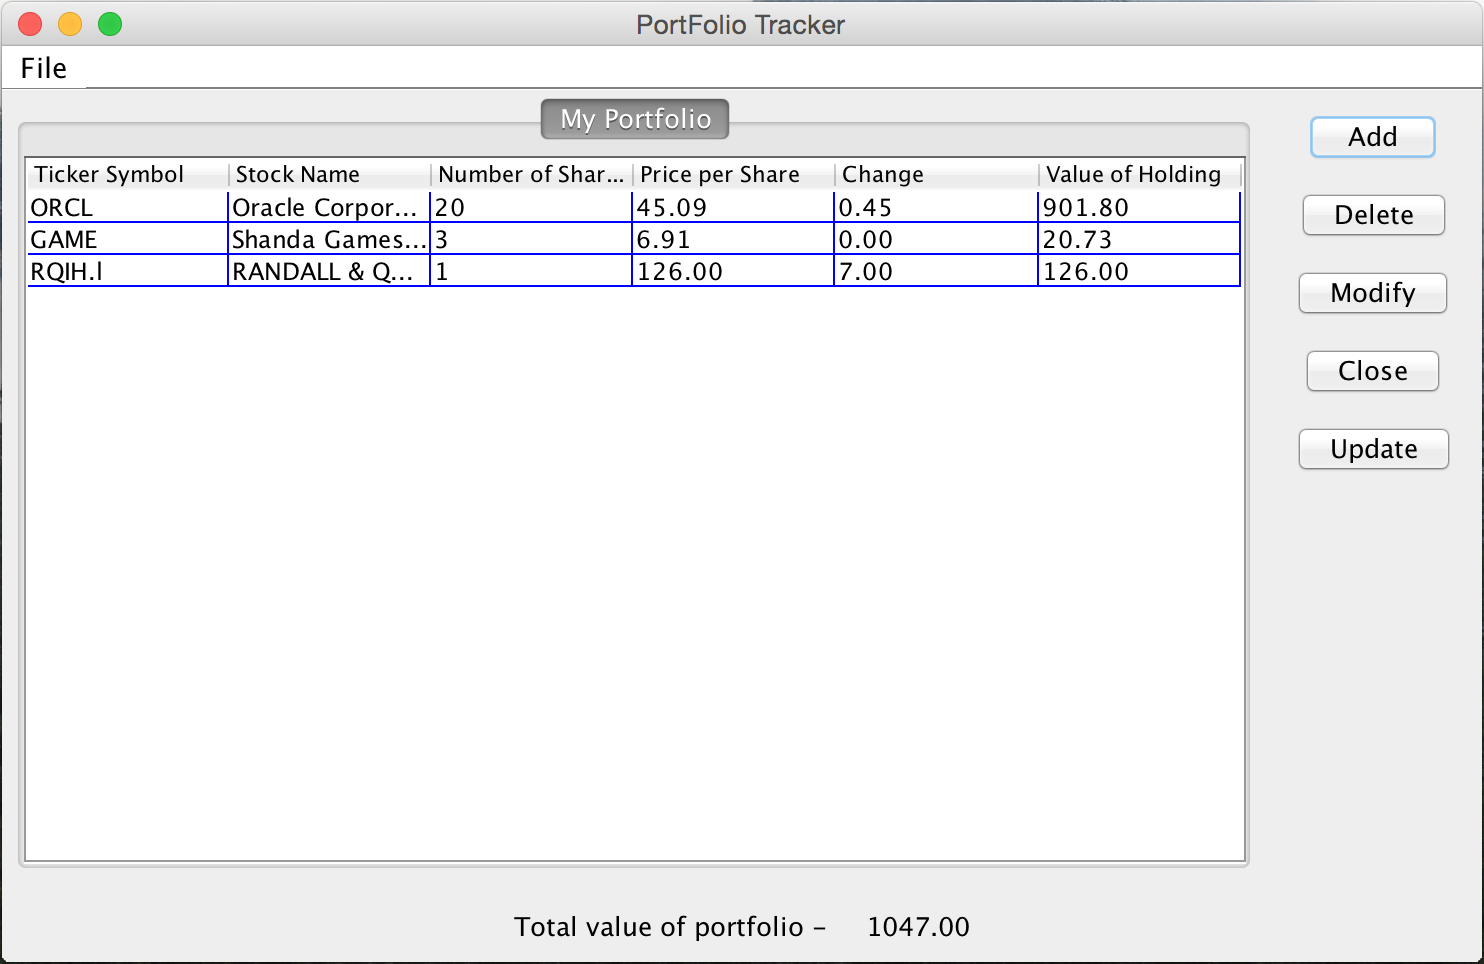 PortFolio Tracker
File
My Portfolio
Ticker Symbol Stock Name Number of Shar... Price per Share Change Value of Holding
ORCL Oracle Corpor... 20 45.09 0.45 901.80
GAME Shanda Games... 3 6.91 0.00 20.73
RQIH.l RANDALL & Q... 1 126.00 7.00 126.00
Add
Delete
Modify
Close
Update
Total value of portfolio – 1047.00